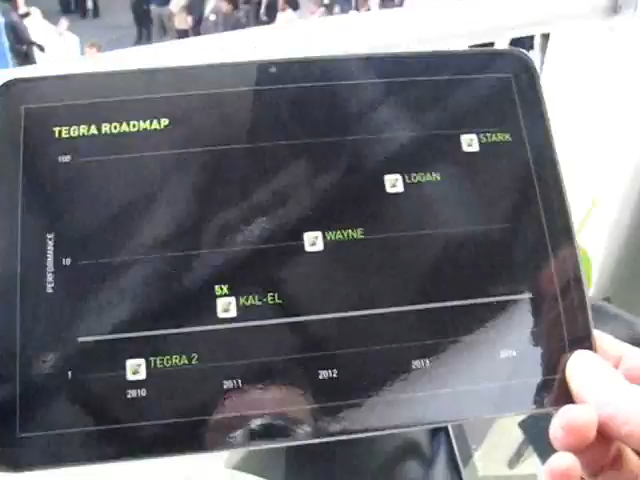 TEGRA ROADMAP
100
STARK
LOGAN
WAYNE
PERFORMANCE
10
5X
KAL-EL
TEGRA 2
1
2010
2011
2012
2013
2014